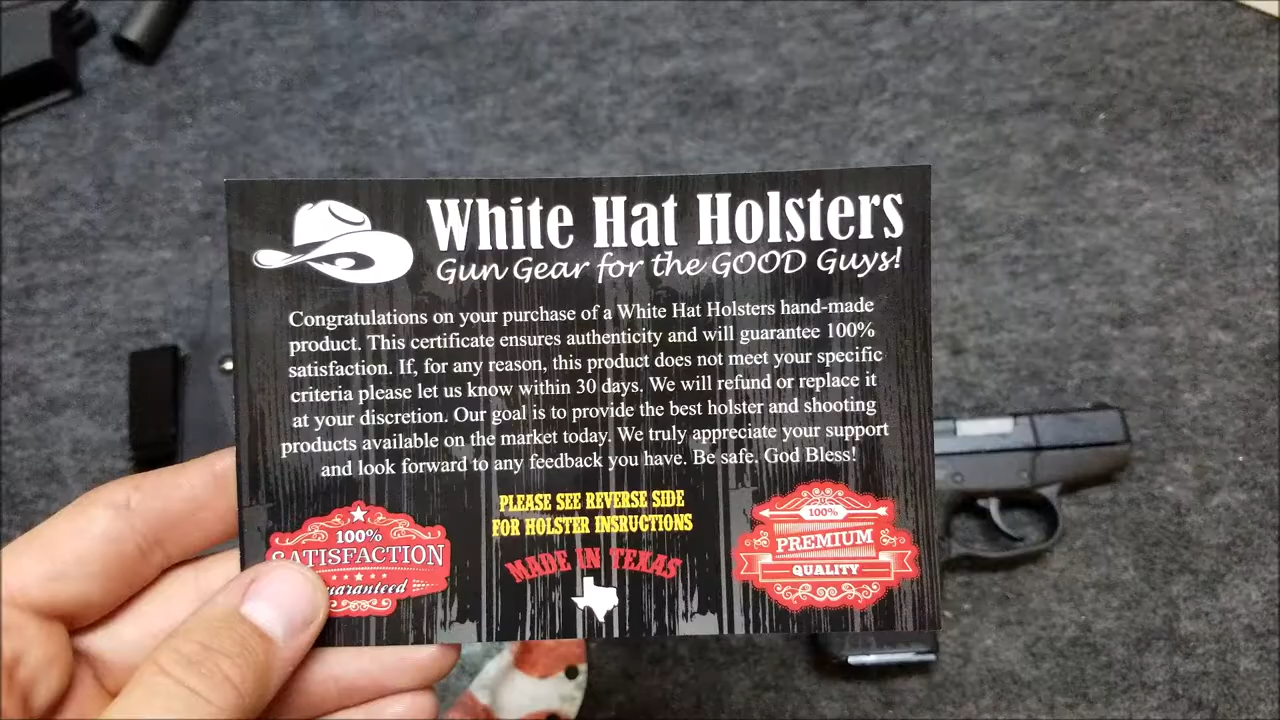 White Hat Holsters
Gun Gear for the GOOD Guys!
Congratulations on your purchase of a White Hat Holsters hand-made
product. This certificate ensures authenticity and will guarantee 100%
satisfaction. If, for any reason, this product does not meet your specific
criteria please let us know within 30 days. We will refund or replace it
at your discretion. Our goal is to provide the best holster and shooting
products available on the market today. We truly appreciate your support
and look forward to any feedback you have. Be safe. God Bless!
PLEASE SEE REVERSE SIDE
FOR HOLSTER INSRUCTIONS
MADE IN TEXAS
100%
SATISFACTION
uaranteed
100%
PREMIUM
QUALITY